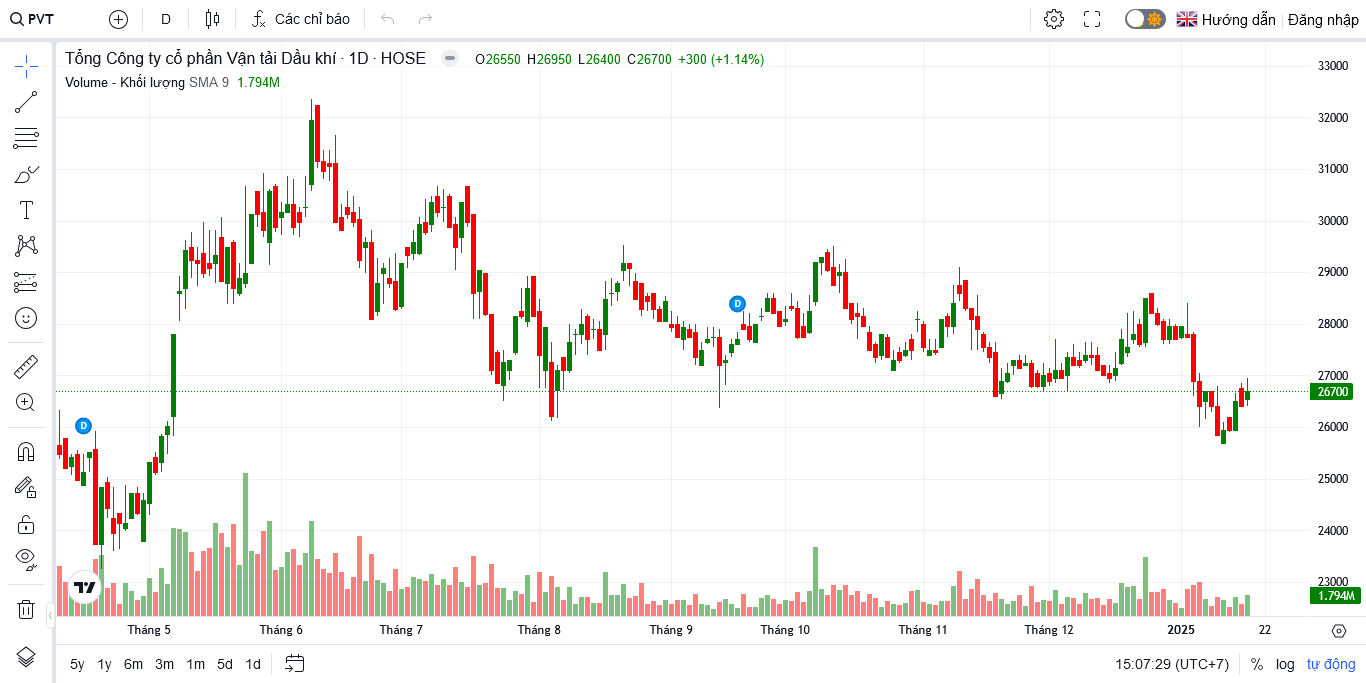 PVT D Các chỉ báo Hướng dẫn Đăng nhập
Tổng Công ty cổ phần Vận tải Dầu khí · 1D · HOSE O26550 H26950 L26400 C26700 +300 (+1.14%)
Volume - Khối lượng SMA 9 1.794M
33000
32000
31000
30000
29000
28000
27000
26700
26000
25000
24000
23000
1.794M
D
D
Tháng 5 Tháng 6 Tháng 7 Tháng 8 Tháng 9 Tháng 10 Tháng 11 Tháng 12 2025 22
5y 1y 6m 3m 1m 5d 1d 15:07:29 (UTC+7) % log tự động